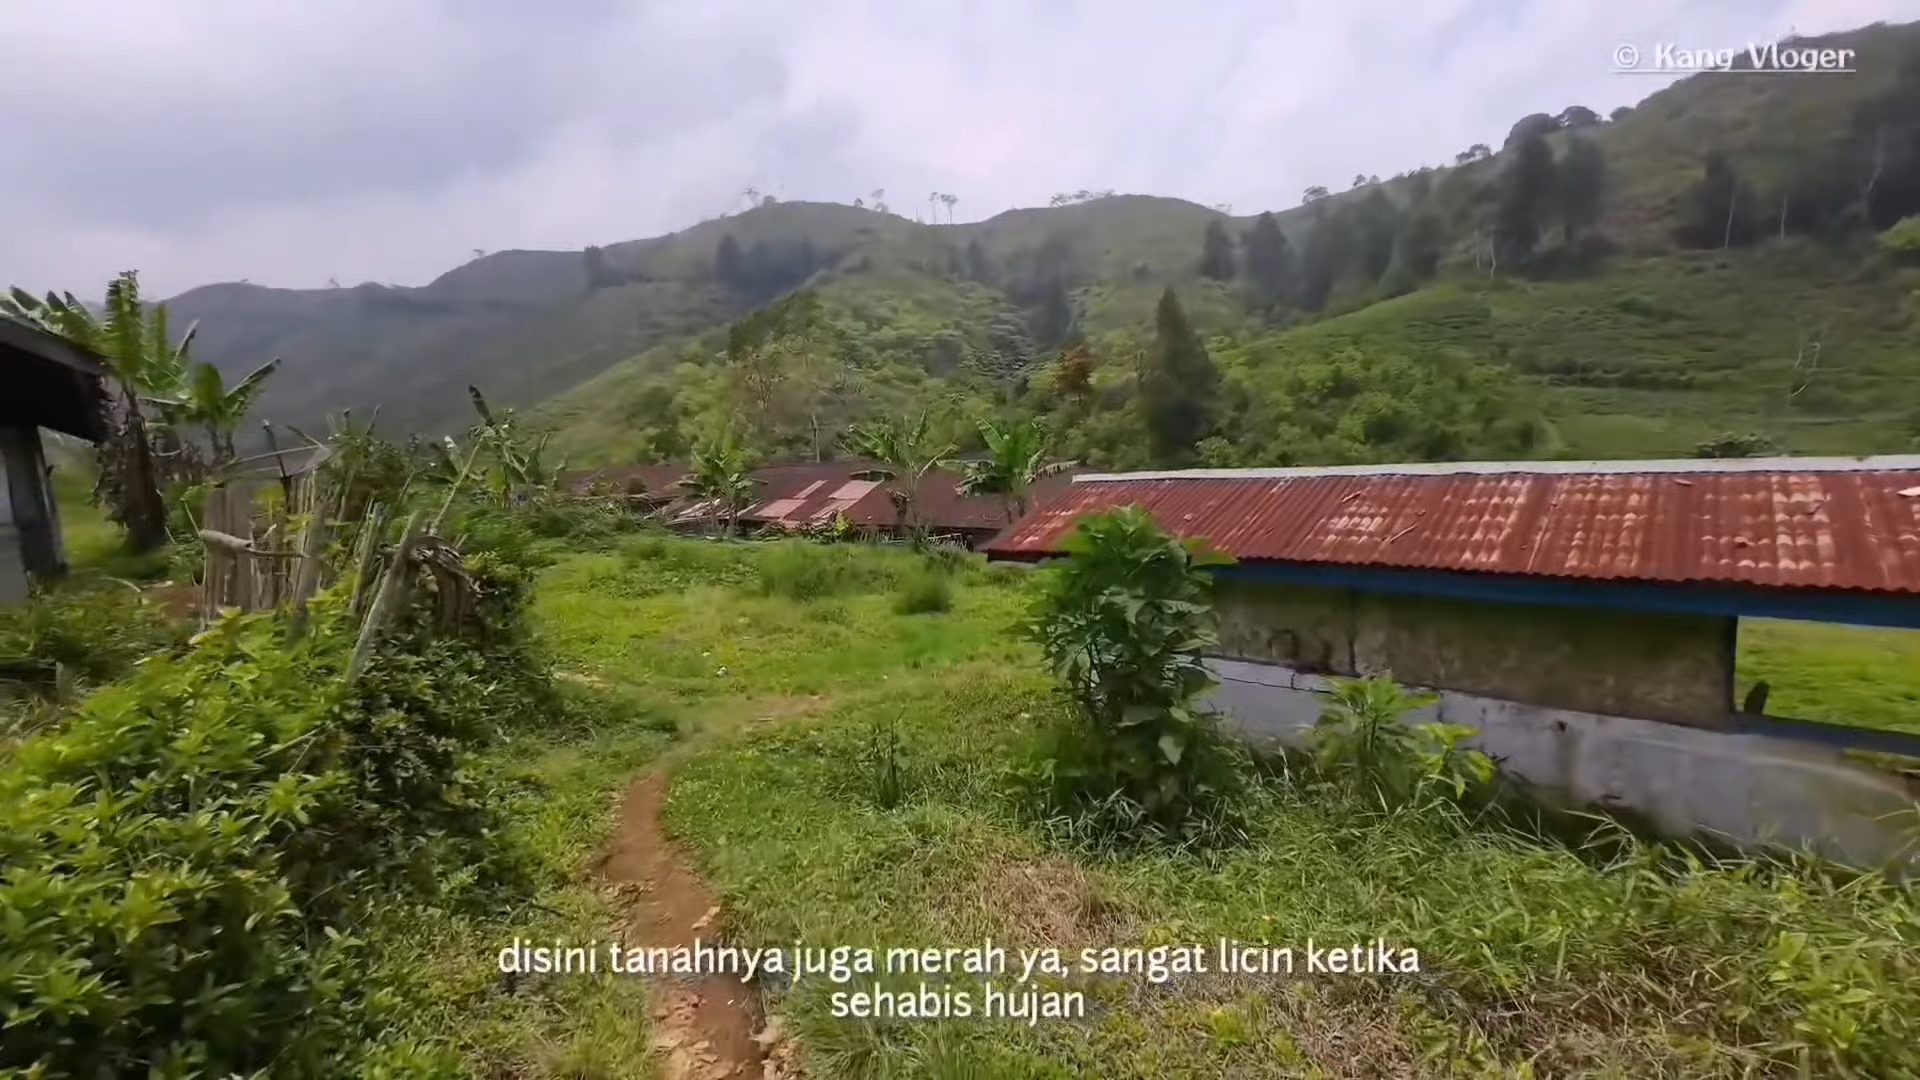 © Kang Vloger
disini tanahnya juga merah ya, sangat licin ketika
sehabis hujan